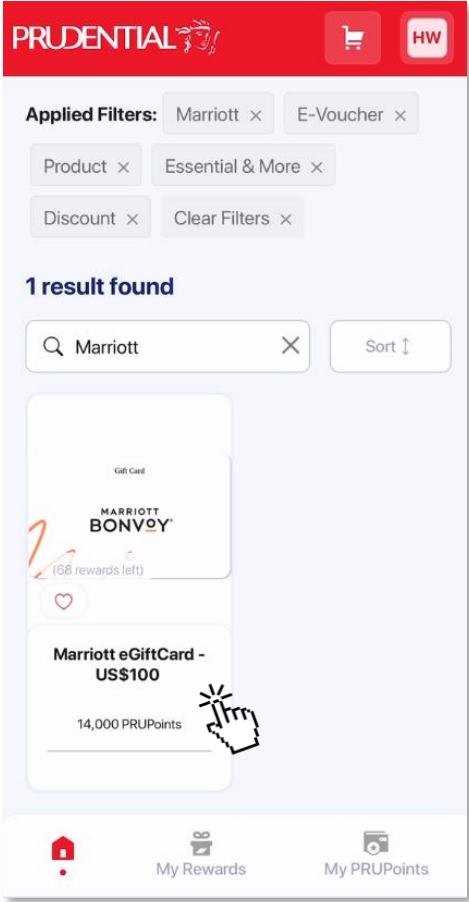 PRUDENTIAL
HW
Applied Filters: Marriott × E-Voucher ×
Product × Essential & More ×
Discount × Clear Filters ×
1 result found
Marriott
Sort
Gift Card
MARRIOTT
BONVOY
(68 rewards left)
Marriott eGiftCard -
US$100
14,000 PRUPoints
My Rewards
My PRUPoints